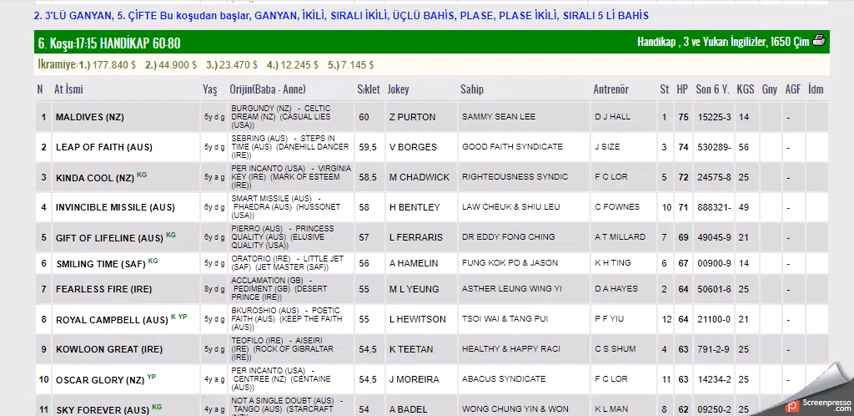 2. 3'LÜ GANYAN, 5. ÇİFTE Bu koşudan başlar, GANYAN, İKİLİ, SIRALI İKİLİ, ÜÇLÜ BAHİS, PLASE, PLASE İKİLİ, SIRALI 5 Lİ BAHİS
6. Koşu:17:15 HANDİKAP 60-80 Handikap , 3 ve Yukarı İngilizler, 1650 Çim
İkramiye:1.) 177.840 $ 2.) 44.900 $ 3.) 23.470 $ 4.) 12.245 $ 5.) 7.145 $
N At İsmi Yaş Orijin(Baba - Anne) Sıklet Jokey Sahip Antrenör St HP Son 6 Y. KGS Gny AGF İdm
1 MALDIVES (NZ) 5y d g BURGUNDY (NZ) - CELTIC DREAM (NZ) (CASUAL LIES (USA)) 60 Z PURTON SAMMY SEAN LEE D J HALL 1 75 15225-3 14 -
2 LEAP OF FAITH (AUS) 5y d g SEBRING (AUS) - STEPS IN TIME (AUS) (DANEHILL DANCER (IRE)) 59,5 V BORGES GOOD FAITH SYNDICATE J SIZE 3 74 530289- 56 -
3 KINDA COOL (NZ) KG 5y a g PER INCANTO (USA) - VIRGINIA KEY (IRE) (MARK OF ESTEEM (IRE)) 58,5 M CHADWICK RIGHTEOUSNESS SYNDIC F C LOR 5 72 24575-8 25 -
4 INVINCIBLE MISSILE (AUS) 6y d g SMART MISSILE (AUS) - PHAEDRA (AUS) (HUSSONET (USA)) 58 H BENTLEY LAW CHEUK & SHIU LEU C FOWNES 10 71 888321- 49 -
5 GIFT OF LIFELINE (AUS) KG 6y d g PIERRO (AUS) - PRINCESS QUALITY (AUS) (ELUSIVE QUALITY (USA)) 57 L FERRARIS DR EDDY FONG CHING A T MILLARD 7 69 49045-9 21 -
6 SMILING TIME (SAF) KG 5y d g ORATORIO (IRE) - LITTLE JET (SAF) (JET MASTER (SAF)) 56 A HAMELIN FUNG KOK PO & JASON K H TING 6 67 00900-9 14 -
7 FEARLESS FIRE (IRE) 8y d g ACCLAMATION (GB) - PEDIMENT (GB) (DESERT PRINCE (IRE)) 55 M L YEUNG ASTHER LEUNG WING YI D A HAYES 2 64 50601-6 25 -
8 ROYAL CAMPBELL (AUS) K YP 5y d g BKUROSHIO (AUS) - POETIC FAITH (AUS) (KEEP THE FAITH (AUS)) 55 L HEWITSON TSOI WAI & TANG PUI P F YIU 12 64 21100-0 21 -
9 KOWLOON GREAT (IRE) 5y d g TEOFILO (IRE) - AISEIRI (IRE) (ROCK OF GIBRALTAR (IRE)) 54,5 K TEETAN HEALTHY & HAPPY RACI C S SHUM 4 63 791-2-9 25 -
10 OSCAR GLORY (NZ) YP 4y a g PER INCANTO (USA) - CENTREE (NZ) (CENTAINE (AUS)) 54,5 J MOREIRA ABACUS SYNDICATE F C LOR 11 63 14234-2 25 -
11 SKY FOREVER (AUS) KG 4y a g NOT A SINGLE DOUBT (AUS) - TANGO (AUS) (STARCRAFT 54 A BADEL WONG CHUNG YIN & WON K L MAN 8 62 09250-2 25 -
Screenpresso
.com